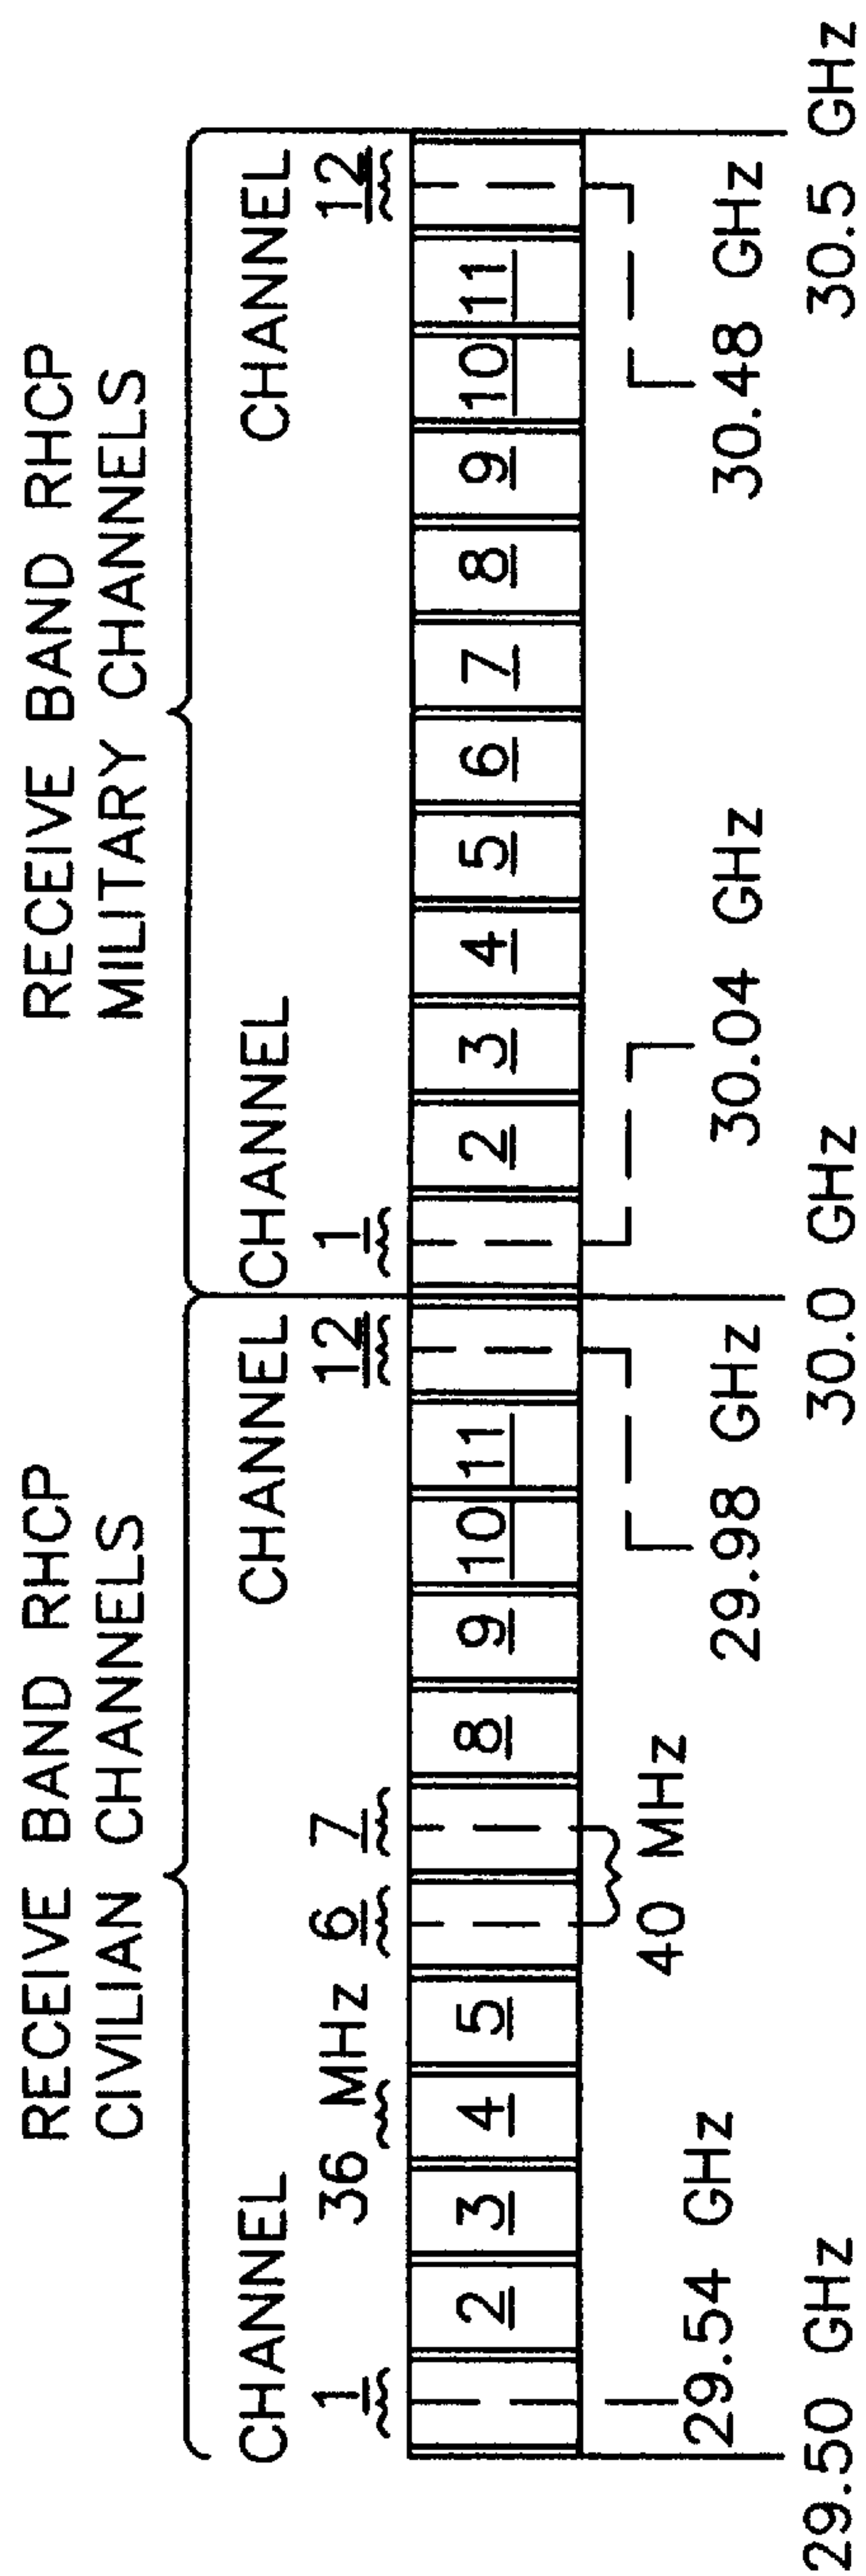 RECEIVE BAND RHCP
CIVILIAN CHANNELS
RECEIVE BAND RHCP
MILITARY CHANNELS
CHANNEL
CHANNEL
CHANNEL
CHANNEL
1
36 MHz
6
7
12
1
12
2
3
4
5
8
9
10
11
2
3
4
5
6
7
8
9
10
11
40 MHz
29.54 GHz
29.98 GHz
30.04 GHz
30.48 GHz
29.50 GHz
30.0 GHz
30.5 GHz